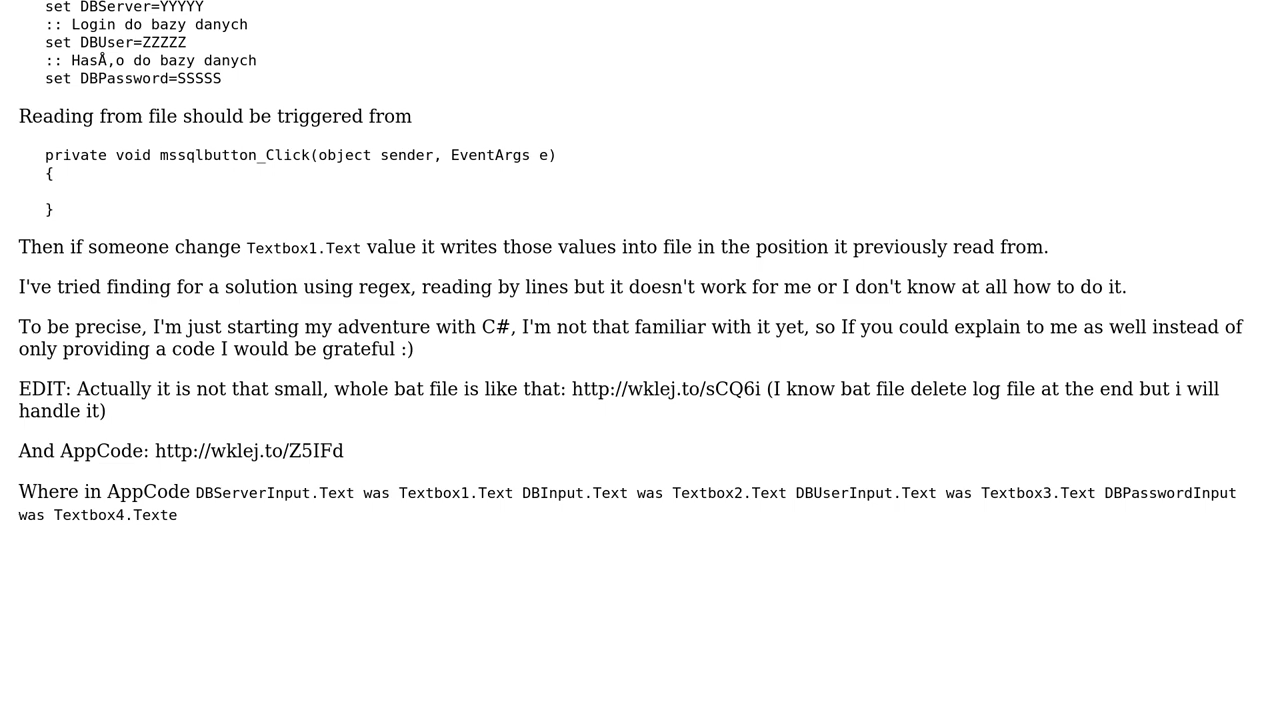 set DBServer=YYYYY
:: Login do bazy danych
set DBUser=ZZZZZ
:: HasÅ‚o do bazy danych
set DBPassword=SSSSS
Reading from file should be triggered from
private void mssqlbutton_Click(object sender, EventArgs e)
{
}
Then if someone change Textbox1.Text value it writes those values into file in the position it previously read from.
I've tried finding for a solution using regex, reading by lines but it doesn't work for me or I don't know at all how to do it.
To be precise, I'm just starting my adventure with C#, I'm not that familiar with it yet, so If you could explain to me as well instead of
only providing a code I would be grateful :)
EDIT: Actually it is not that small, whole bat file is like that: http://wklej.to/sCQ6i (I know bat file delete log file at the end but i will
handle it)
And AppCode: http://wklej.to/Z5IFd
Where in AppCode DBServerInput.Text was Textbox1.Text DBInput.Text was Textbox2.Text DBUserInput.Text was Textbox3.Text DBPasswordInput
was Textbox4.Texte